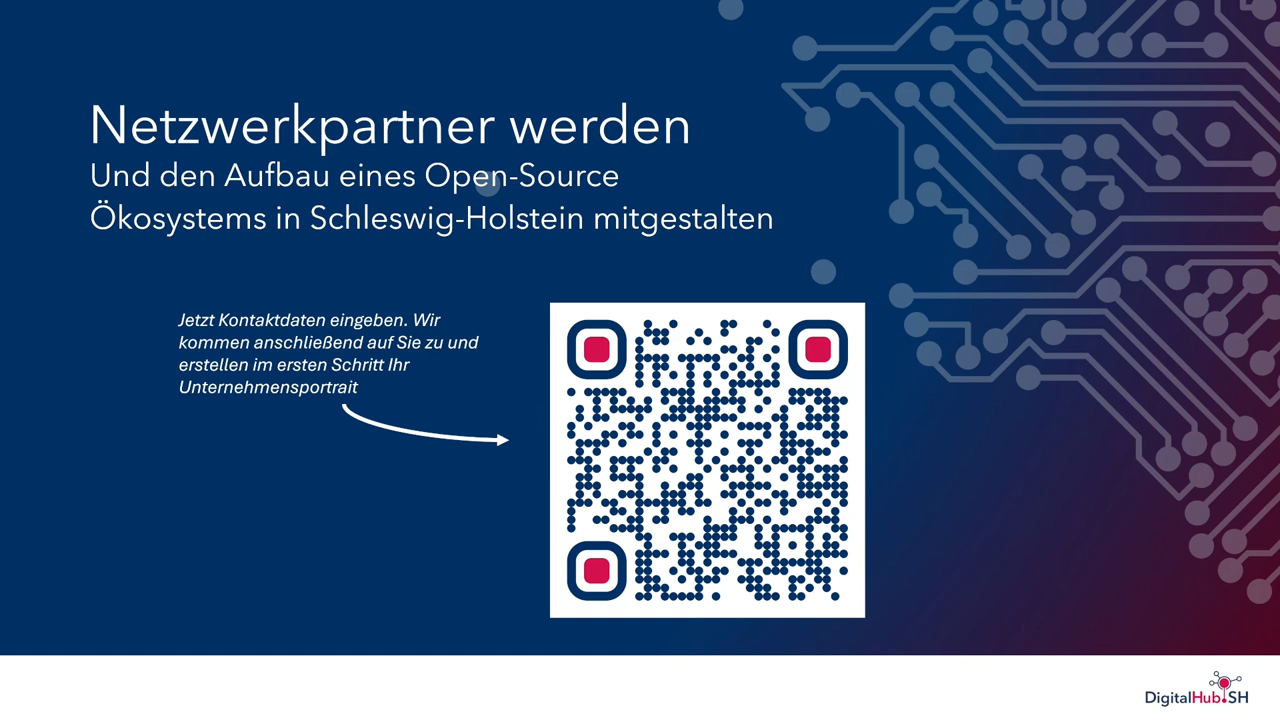 Netzwerkpartner werden
Und den Aufbau eines Open-Source
Ökosystems in Schleswig-Holstein mitgestalten
Jetzt Kontaktdaten eingeben. Wir
kommen anschließend auf Sie zu und
erstellen im ersten Schritt Ihr
Unternehmensportrait
DigitalHub.SH